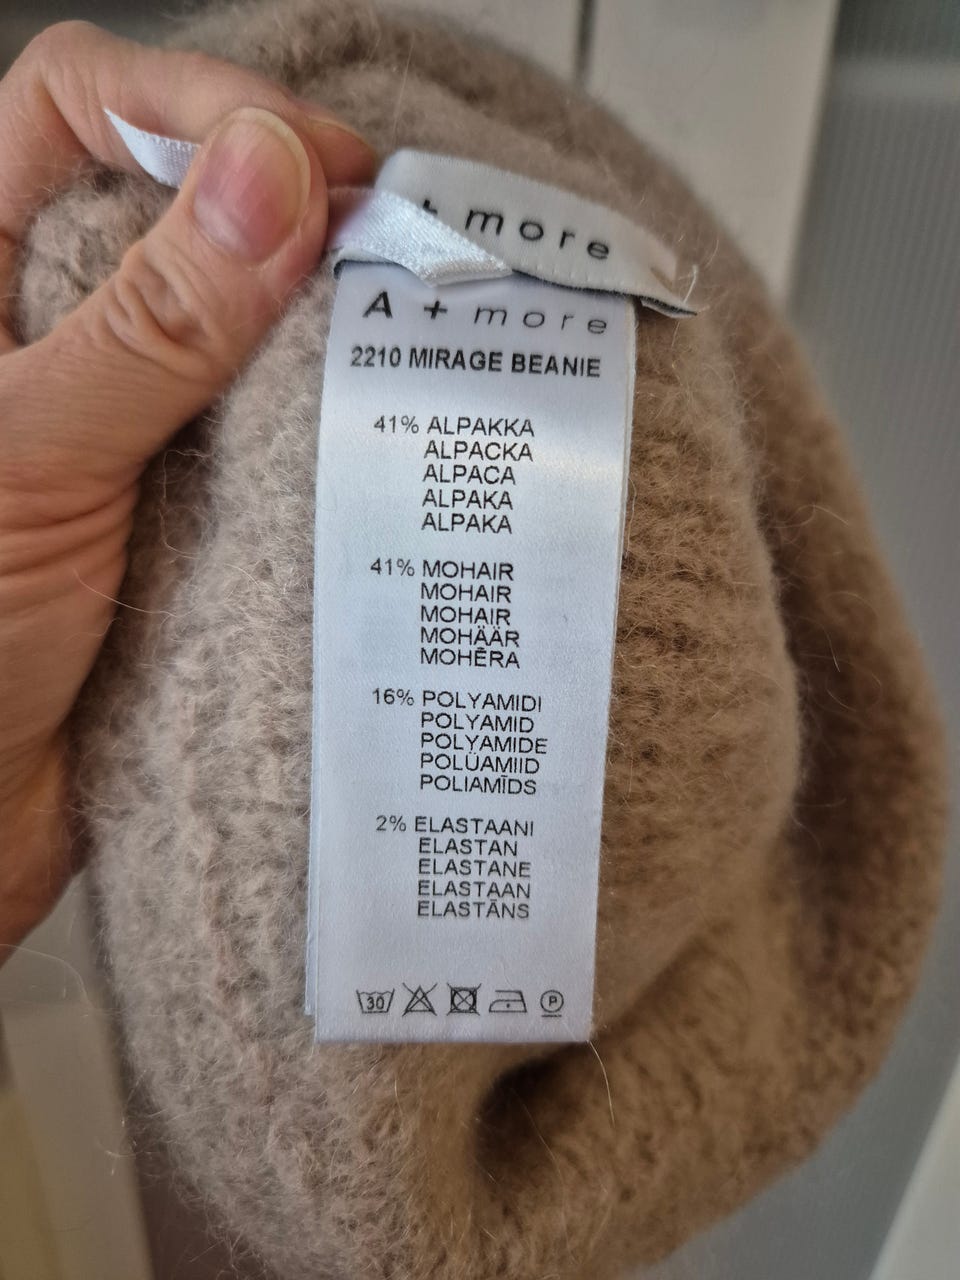 + more
A + more
2210 MIRAGE BEANIE
41% ALPAKKA
ALPACKA
ALPACA
ALPAKA
ALPAKA
41% MOHAIR
MOHAIR
MOHAIR
MOHÄÄR
MOHĒRA
16% POLYAMIDI
POLYAMID
POLYAMIDE
POLÜAMIID
POLIAMĪDS
2% ELASTAANI
ELASTAN
ELASTANE
ELASTAAN
ELASTĀNS
30 P